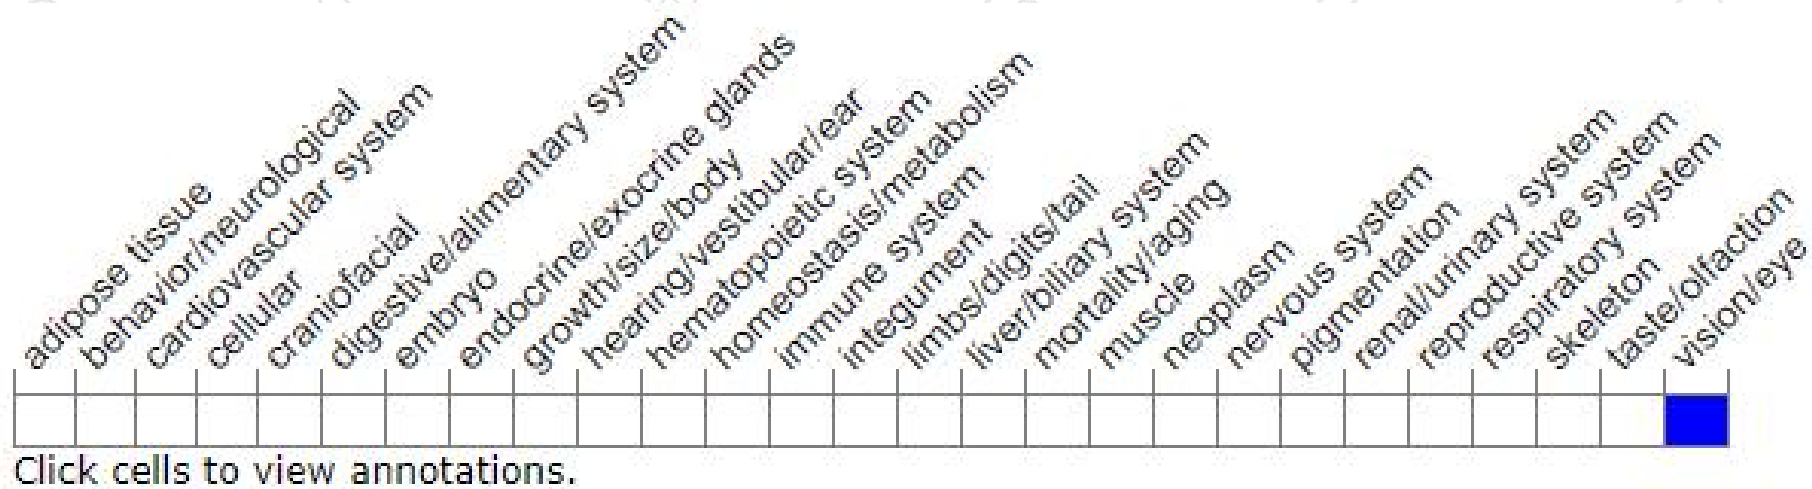 adipose tissue
behavior/neurological
cardiovascular system
cellular
craniofacial
digestive/alimentary system
embryo
endocrine/exocrine glands
growth/size/body
hearing/vestibular/ear
hematopoietic system
homeostasis/metabolism
immune system
integument
limbs/digits/tail
liver/biliary system
mortality/aging
muscle
neoplasm
nervous system
pigmentation
renal/urinary system
reproductive system
respiratory system
skeleton
taste/olfaction
vision/eye
Click cells to view annotations.